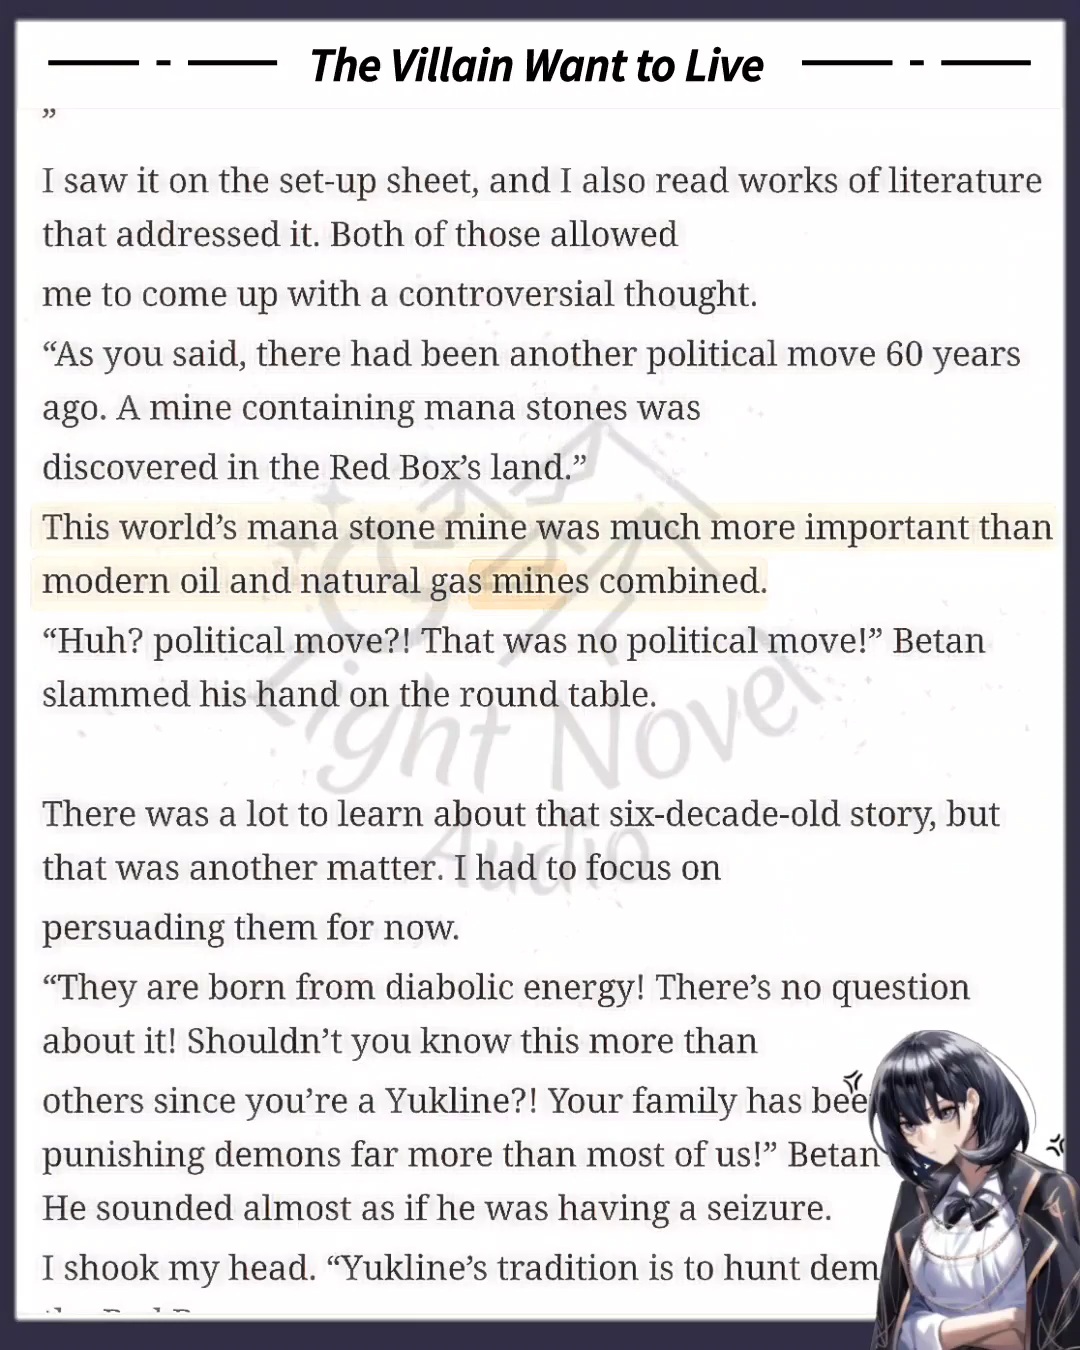 The Villain Want to Live
”
I saw it on the set-up sheet, and I also read works of literature
that addressed it. Both of those allowed
me to come up with a controversial thought.
“As you said, there had been another political move 60 years
ago. A mine containing mana stones was
discovered in the Red Box’s land.”
This world’s mana stone mine was much more important than
modern oil and natural gas mines combined.
“Huh? political move?! That was no political move!” Betan
slammed his hand on the round table.
Light Novel
There was a lot to learn about that six-decade-old story, but
Audio
that was another matter. I had to focus on
persuading them for now.
“They are born from diabolic energy! There’s no question
about it! Shouldn’t you know this more than
others since you’re a Yukline?! Your family has bee
punishing demons far more than most of us!” Betan
He sounded almost as if he was having a seizure.
I shook my head. “Yukline’s tradition is to hunt dem